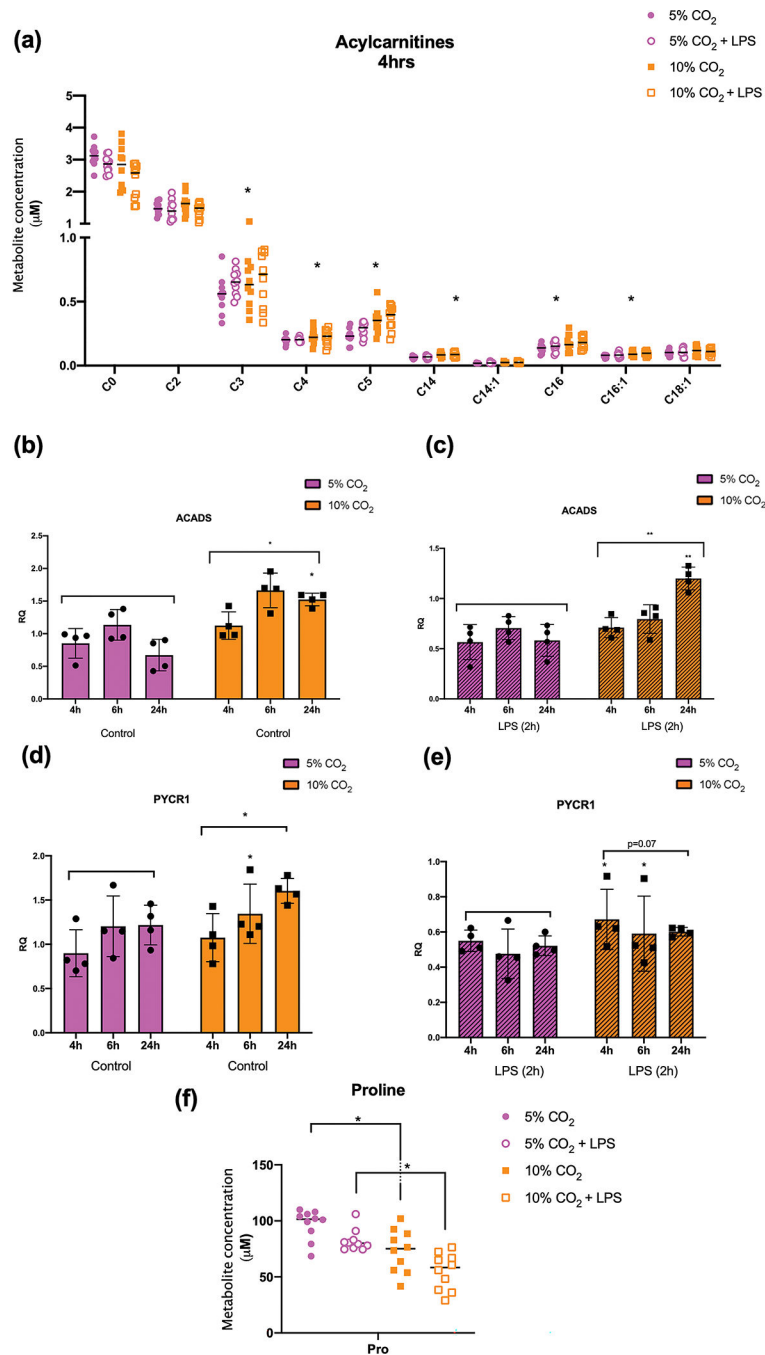 (a)
Acylcarnitines
4hrs
5% CO2
5% CO2 + LPS
10% CO2
10% CO2 + LPS
Metabolite concentration
(μM)
5
4
3
2
1
1.0
0.5
0.0
*
*
*
*
*
*
C0
C2
C3
C4
C5
C14
C14:1
C16
C16:1
C18:1
(b)
5% CO2
10% CO2
ACADS
RQ
2.5
2.0
1.5
1.0
0.5
0.0
*
*
4h
6h
24h
4h
6h
24h
Control
Control
(c)
5% CO2
10% CO2
ACADS
RQ
1.5
1.0
0.5
0.0
**
**
4h
6h
24h
4h
6h
24h
LPS (2h)
LPS (2h)
(d)
5% CO2
10% CO2
PYCR1
RQ
2.0
1.5
1.0
0.5
0.0
*
*
4h
6h
24h
4h
6h
24h
Control
Control
(e)
5% CO2
10% CO2
PYCR1
RQ
1.0
0.8
0.6
0.4
0.2
0.0
p=0.07
*
*
4h
6h
24h
4h
6h
24h
LPS (2h)
LPS (2h)
(f)
Proline
5% CO2
5% CO2 + LPS
10% CO2
10% CO2 + LPS
Metabolite concentration
(μM)
150
100
50
0
*
*
Pro